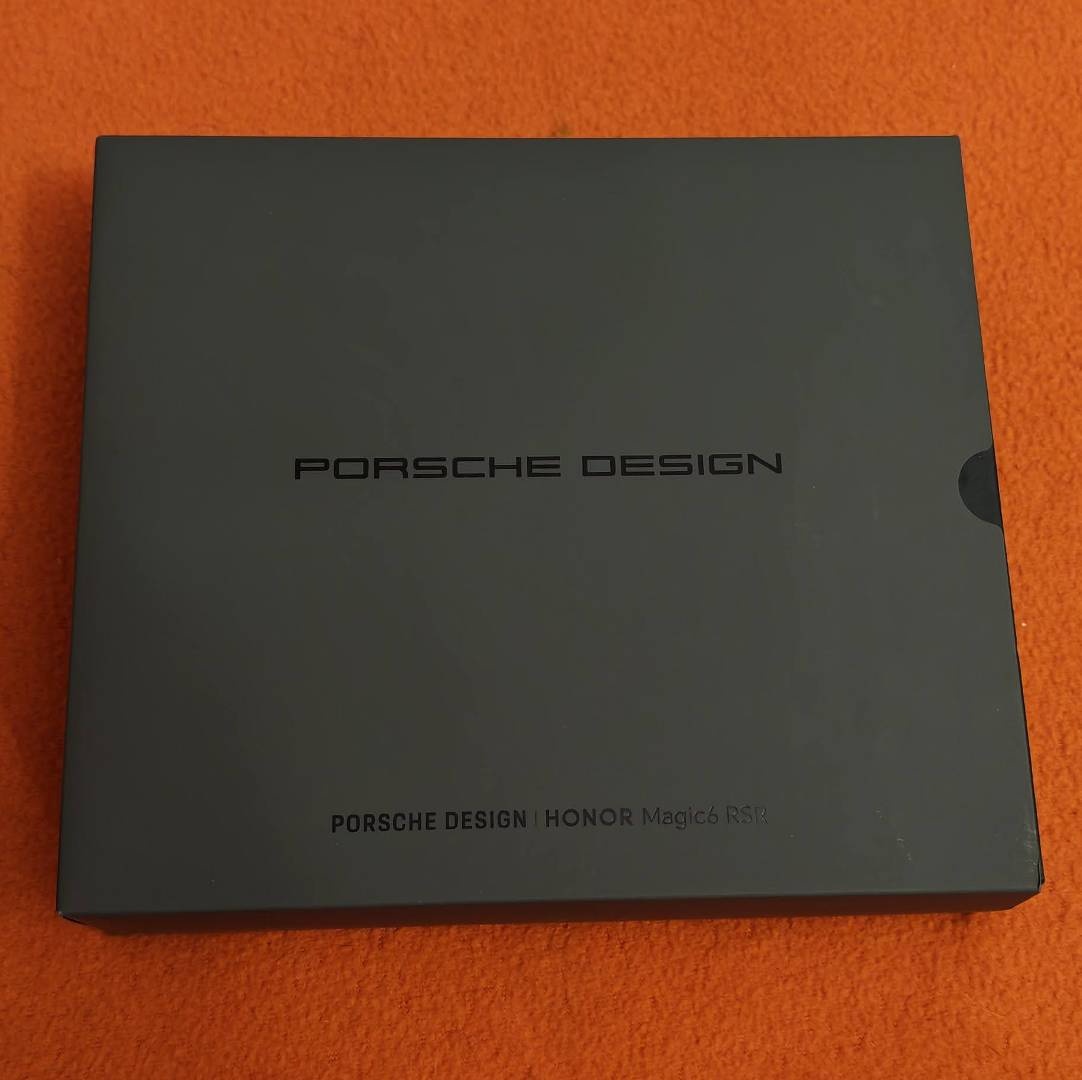 PORSCHE DESIGN
PORSCHE DESIGN | HONOR Magic6 RSR